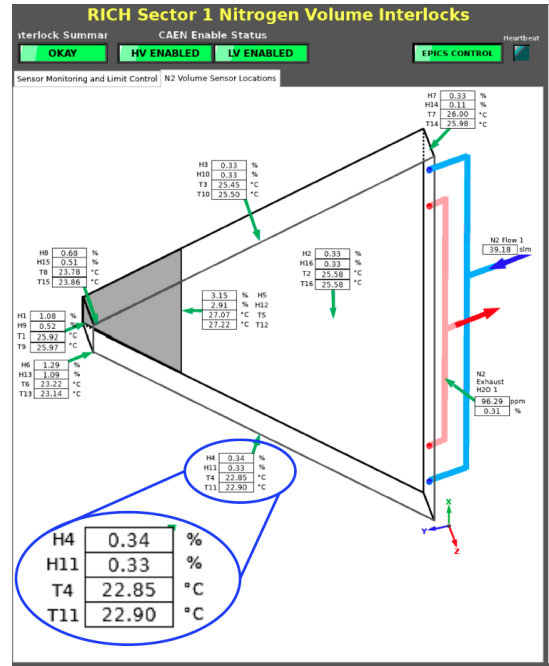 RICH Sector 1 Nitrogen Volume Interlocks
nterlock Summar
CAEN Enable Status
Heartbeat
OKAY
HV ENABLED
LV ENABLED
EPICS CONTROL
Sensor Monitoring and Limit Control
N2 Volume Sensor Locations
H7 0.33 %
H14 0.11 %
T7 26.00 °C
T14 25.98 °C
H3 0.33 %
H10 0.33 %
T3 25.45 °C
T10 25.50 °C
N2 Flow 1
39.18 slm
H8 0.68 %
H15 0.51 %
T8 23.78 °C
T15 23.86 °C
H2 0.33 %
H16 0.33 %
T2 25.58 °C
T16 25.58 °C
3.15 % H5
2.91 % H12
27.07 °C T5
27.22 °C T12
H1 1.08 %
H9 0.52 %
T1 25.92 °C
T9 25.97 °C
H6 1.29 %
H13 1.09 %
T6 23.22 °C
T13 23.14 °C
N2
Exhaust
H2O 1
96.29 ppm
0.31 %
H4 0.34 %
H11 0.33 %
T4 22.85 °C
T11 22.90 °C
X
Y
Z
H4 0.34 %
H11 0.33 %
T4 22.85 °C
T11 22.90 °C